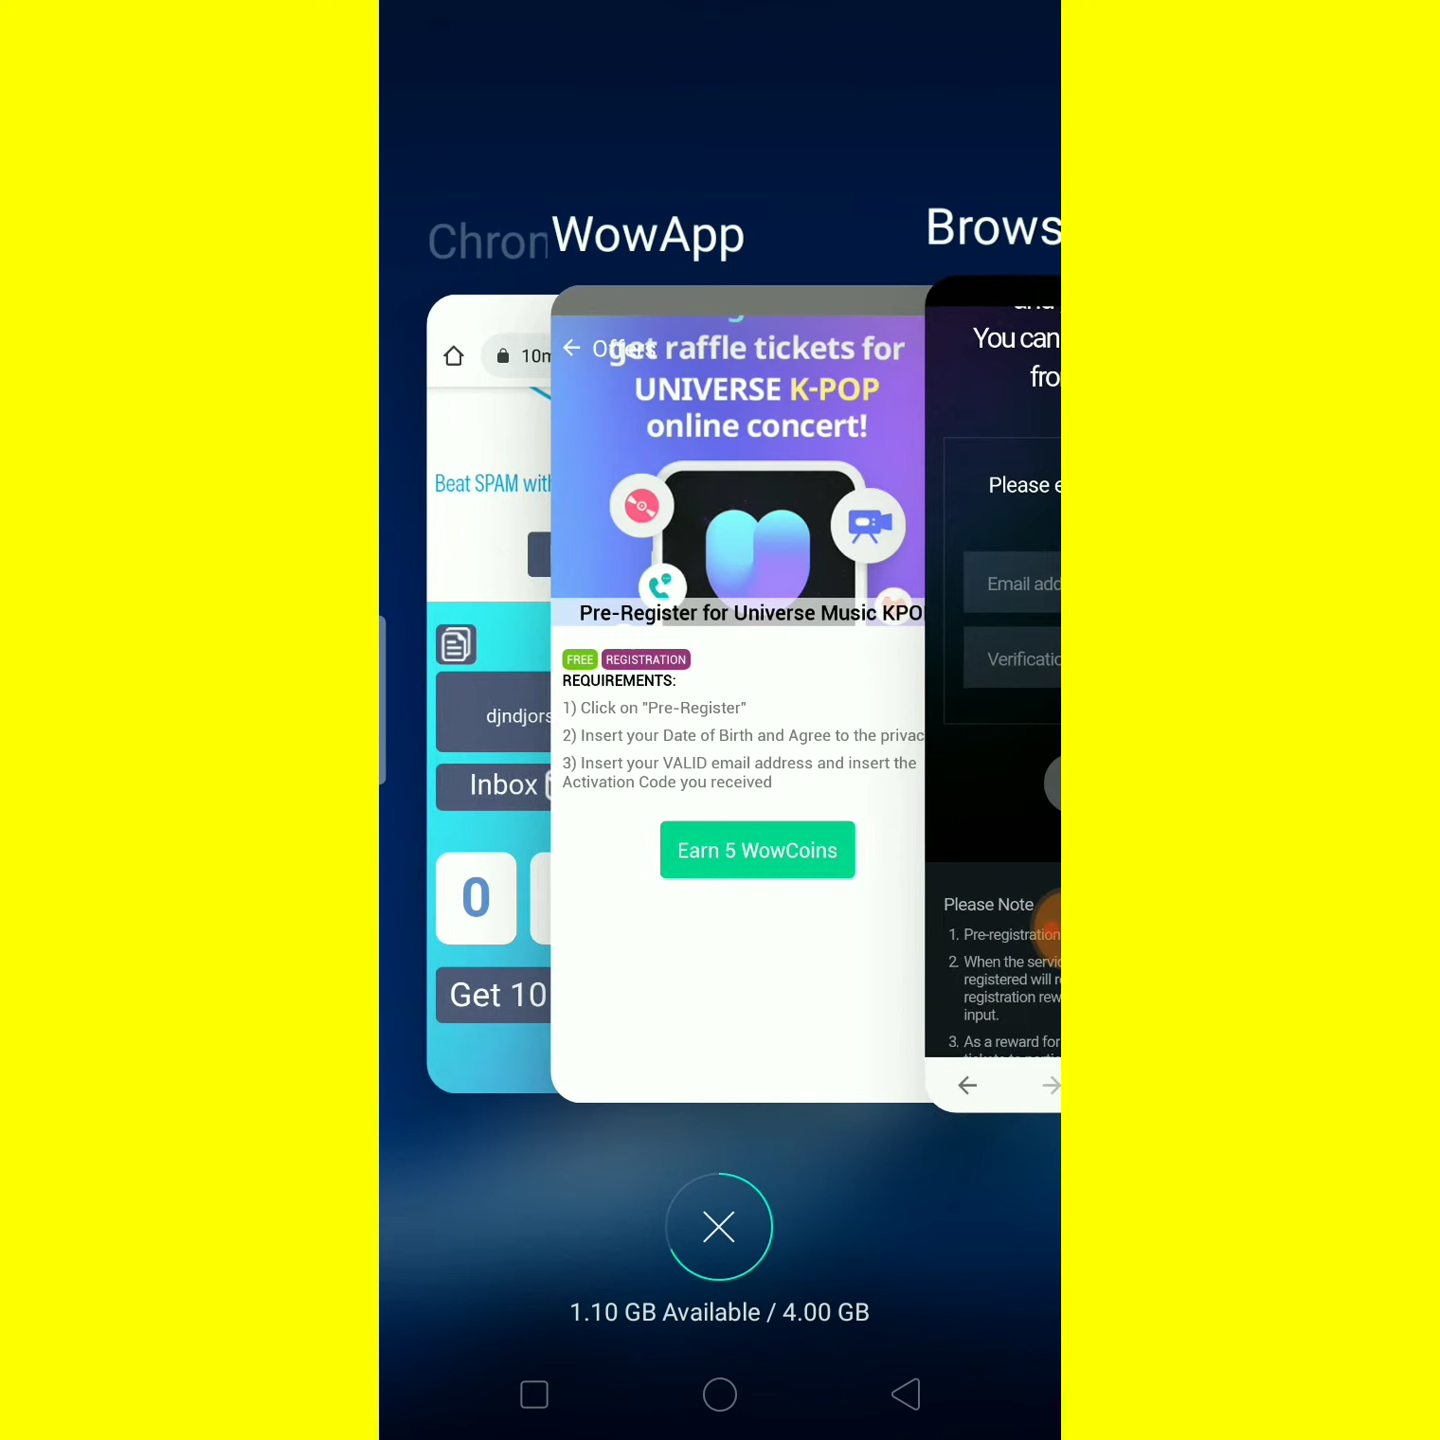 Chrom
WowApp
Brows
10m
Beat SPAM with
djndjors
Inbox
0
Get 10
Offers
get raffle tickets for
UNIVERSE K-POP
online concert!
Pre-Register for Universe Music KPO
FREE REGISTRATION
REQUIREMENTS:
1) Click on "Pre-Register"
2) Insert your Date of Birth and Agree to the privac
3) Insert your VALID email address and insert the
Activation Code you received
Earn 5 WowCoins
You can
fro
Please e
Email add
Verificatio
Please Note
1. Pre-registration
2. When the servi
registered will r
registration rew
input.
3. As a reward for
1.10 GB Available / 4.00 GB